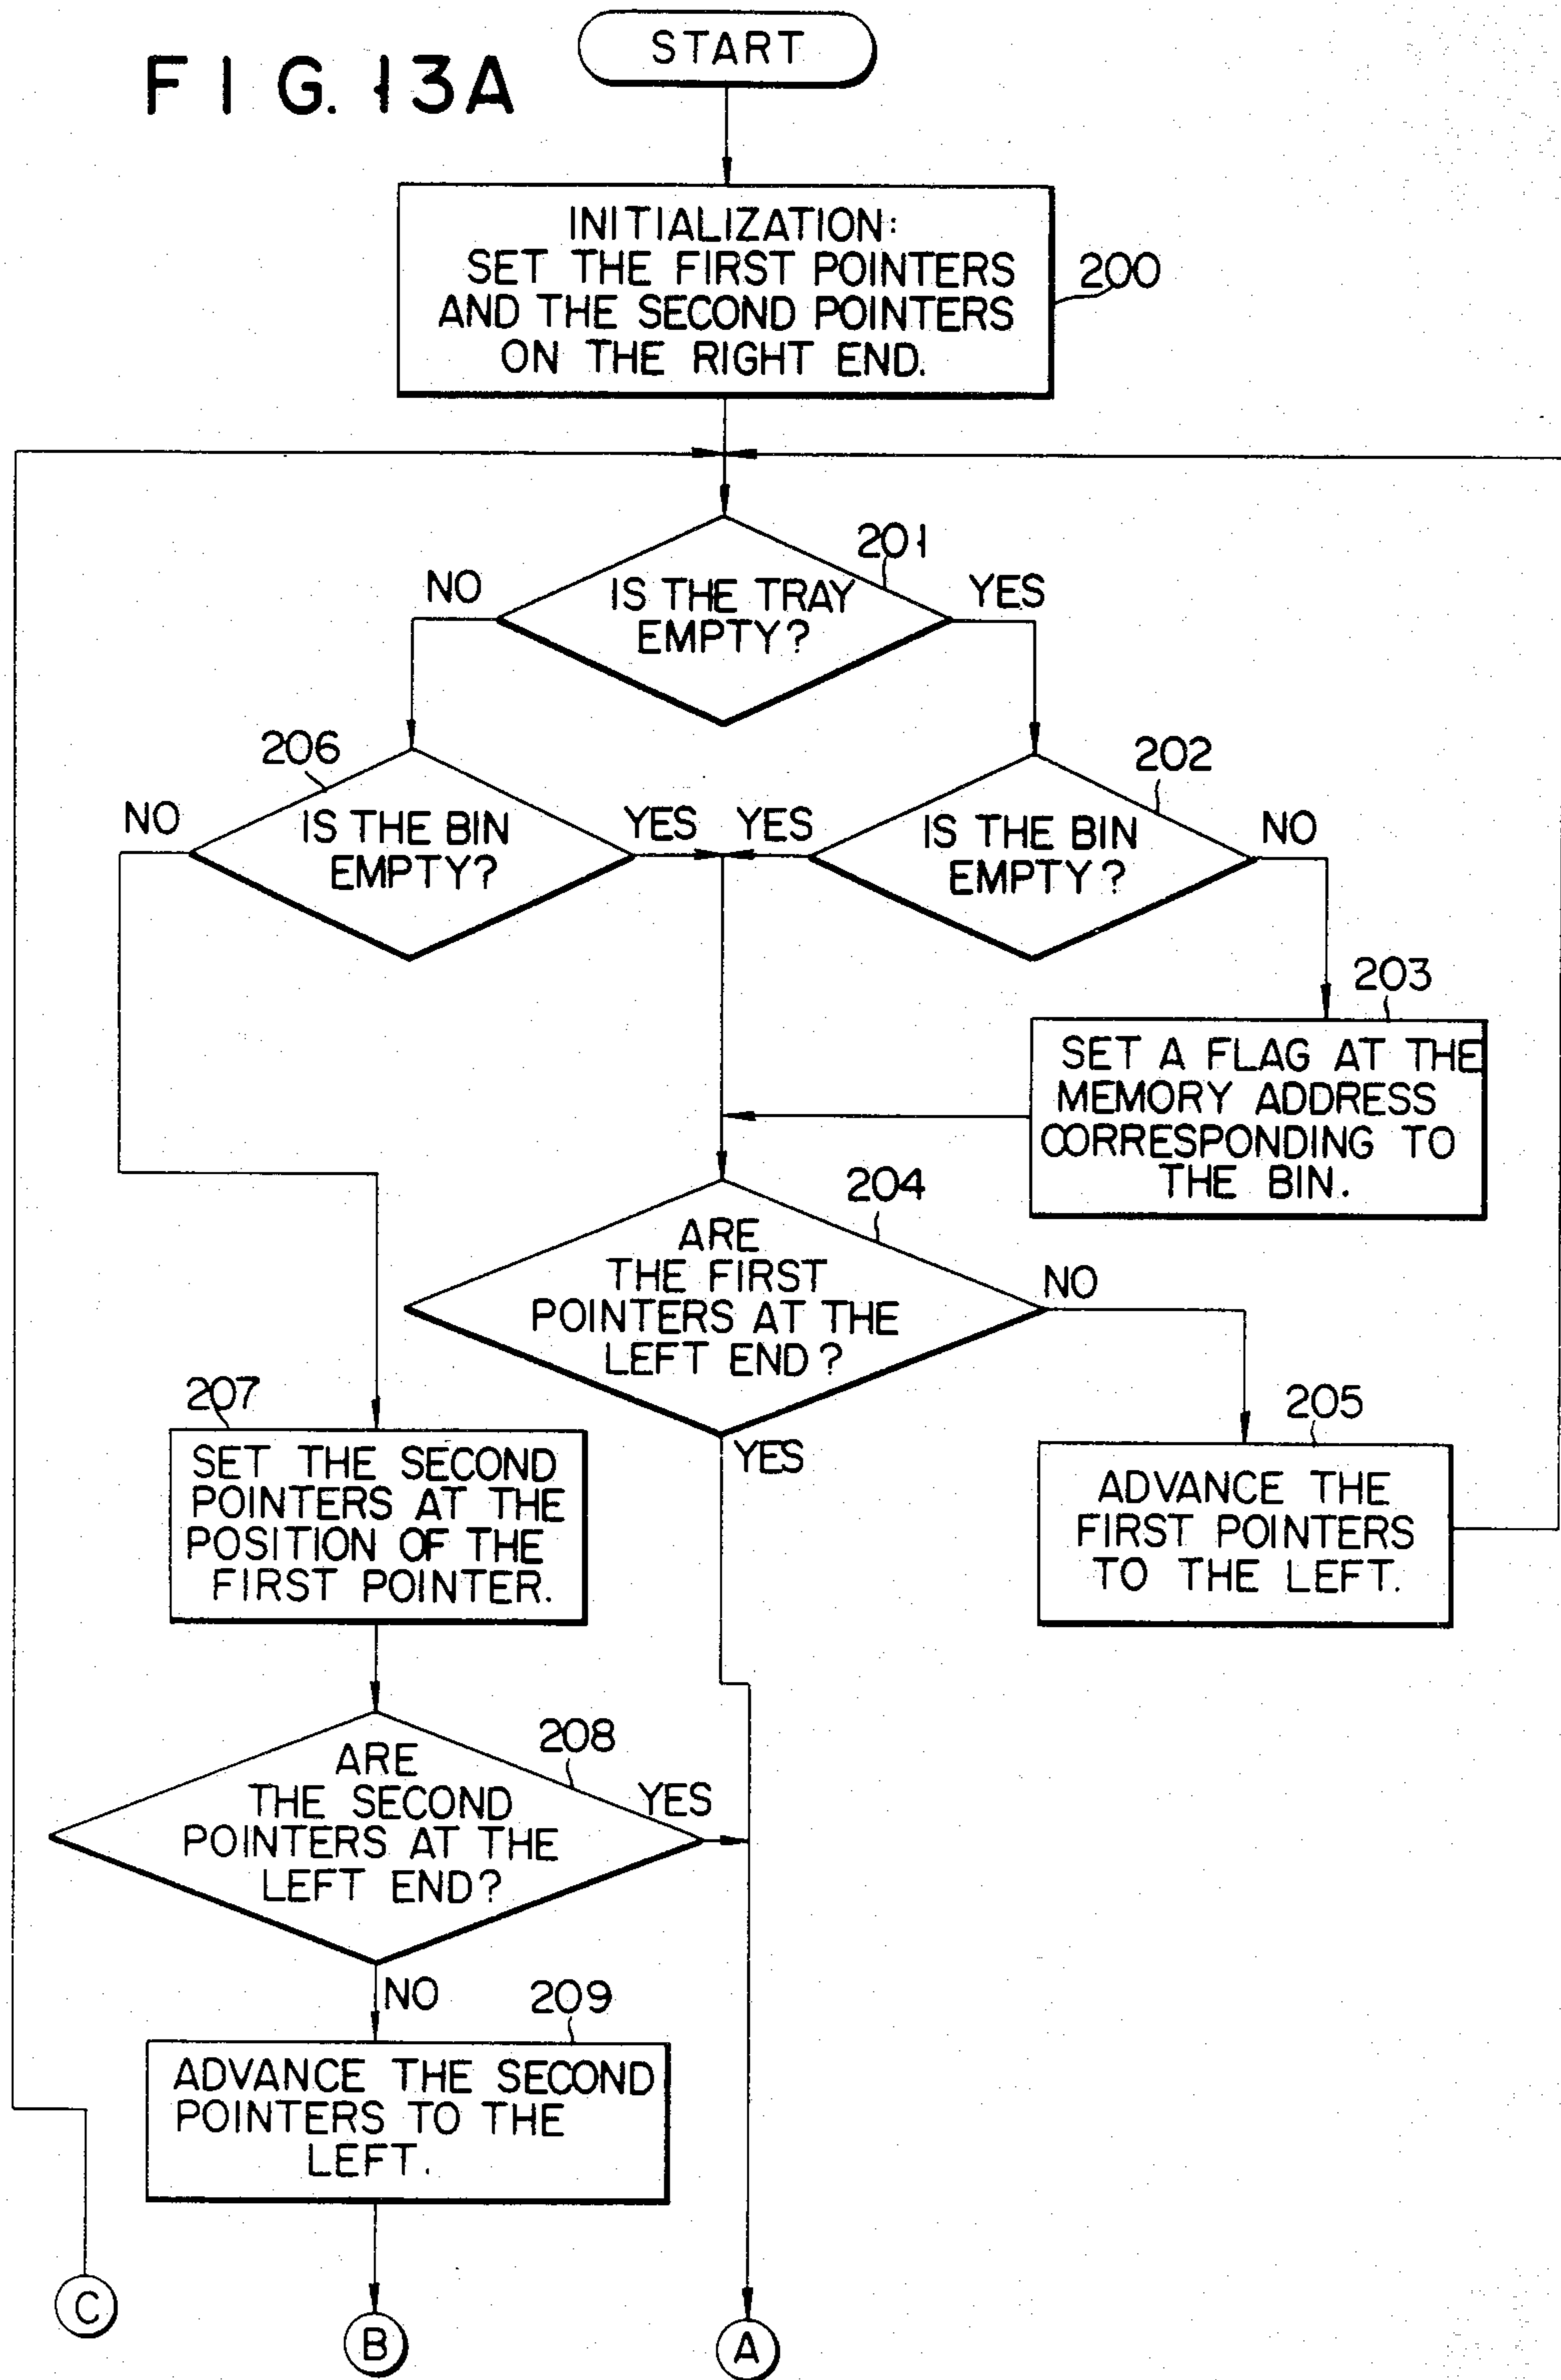 FIG. 13A
START
INITIALIZATION:
SET THE FIRST POINTERS
AND THE SECOND POINTERS
ON THE RIGHT END.
200
201
NO
IS THE TRAY
EMPTY?
YES
206
NO
IS THE BIN
EMPTY?
YES
YES
202
IS THE BIN
EMPTY?
NO
203
SET A FLAG AT THE
MEMORY ADDRESS
CORRESPONDING TO
THE BIN.
204
ARE
THE FIRST
POINTERS AT THE
LEFT END?
NO
YES
205
ADVANCE THE
FIRST POINTERS
TO THE LEFT.
207
SET THE SECOND
POINTERS AT THE
POSITION OF THE
FIRST POINTER.
208
ARE
THE SECOND
POINTERS AT THE
LEFT END?
YES
NO
209
ADVANCE THE SECOND
POINTERS TO THE
LEFT.
C
B
A